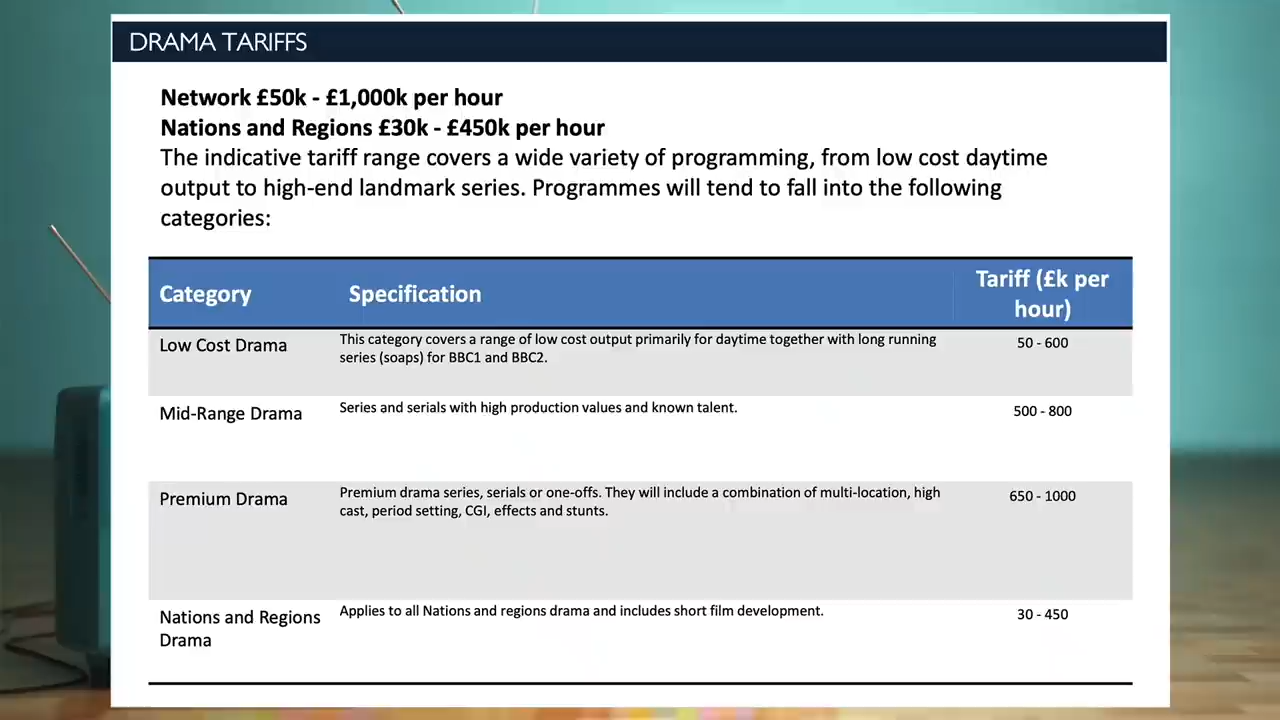 DRAMA TARIFFS
Network £50k - £1,000k per hour
Nations and Regions £30k - £450k per hour
The indicative tariff range covers a wide variety of programming, from low cost daytime
output to high-end landmark series. Programmes will tend to fall into the following
categories:
Category Specification Tariff (£k per
hour)
Low Cost Drama
This category covers a range of low cost output primarily for daytime together with long running
series (soaps) for BBC1 and BBC2.
50 - 600
Mid-Range Drama
Series and serials with high production values and known talent.
500 - 800
Premium Drama
Premium drama series, serials or one-offs. They will include a combination of multi-location, high
cast, period setting, CGI, effects and stunts.
650 - 1000
Nations and Regions
Drama
Applies to all Nations and regions drama and includes short film development.
30 - 450